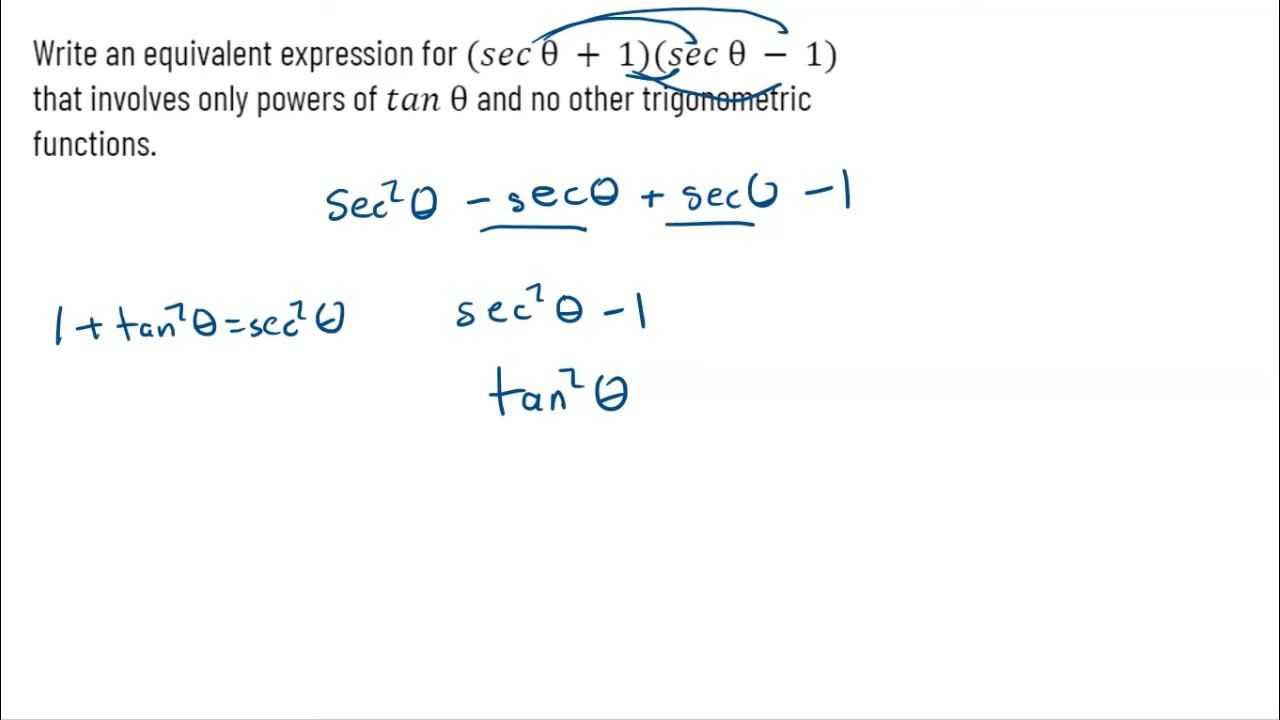 Write an equivalent expression for (sec θ + 1)(sec θ − 1)
that involves only powers of tan θ and no other trigonometric
functions.
sec²θ − secθ + secθ − 1
1 + tan²θ = sec²θ
sec²θ − 1
tan²θ